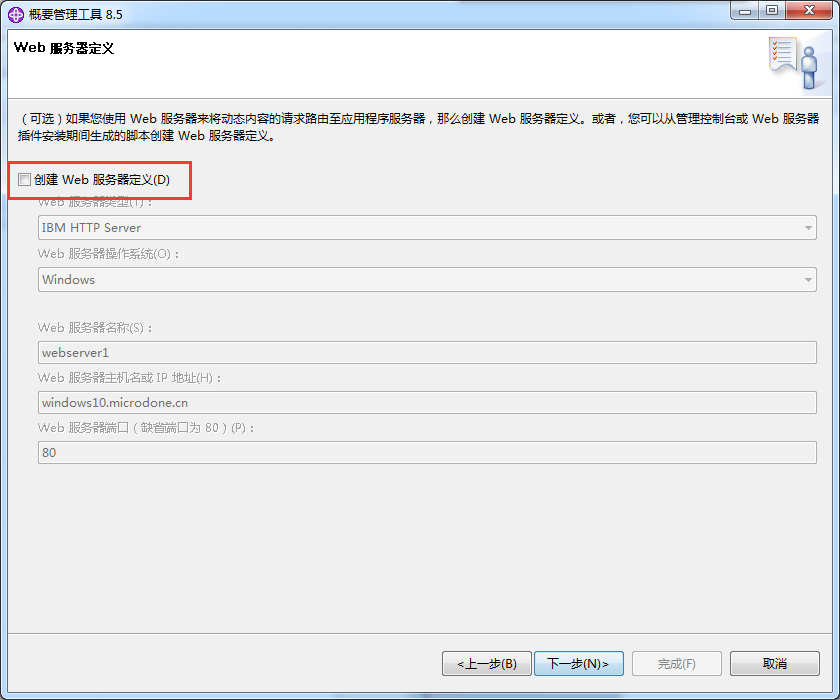 概要管理工具 8.5
Web 服务器定义
（可选）如果您使用 Web 服务器来将动态内容的请求路由至应用程序服务器，那么创建 Web 服务器定义。或者，您可以从管理控制台或 Web 服务器
插件安装期间生成的脚本创建 Web 服务器定义。
创建 Web 服务器定义(D)
Web 服务器类型(T)：
IBM HTTP Server
Web 服务器操作系统(O)：
Windows
Web 服务器名称(S)：
webserver1
Web 服务器主机名或 IP 地址(H)：
windows10.microdone.cn
Web 服务器端口（缺省端口为 80）(P)：
80
<上一步(B) 下一步(N)> 完成(F) 取消